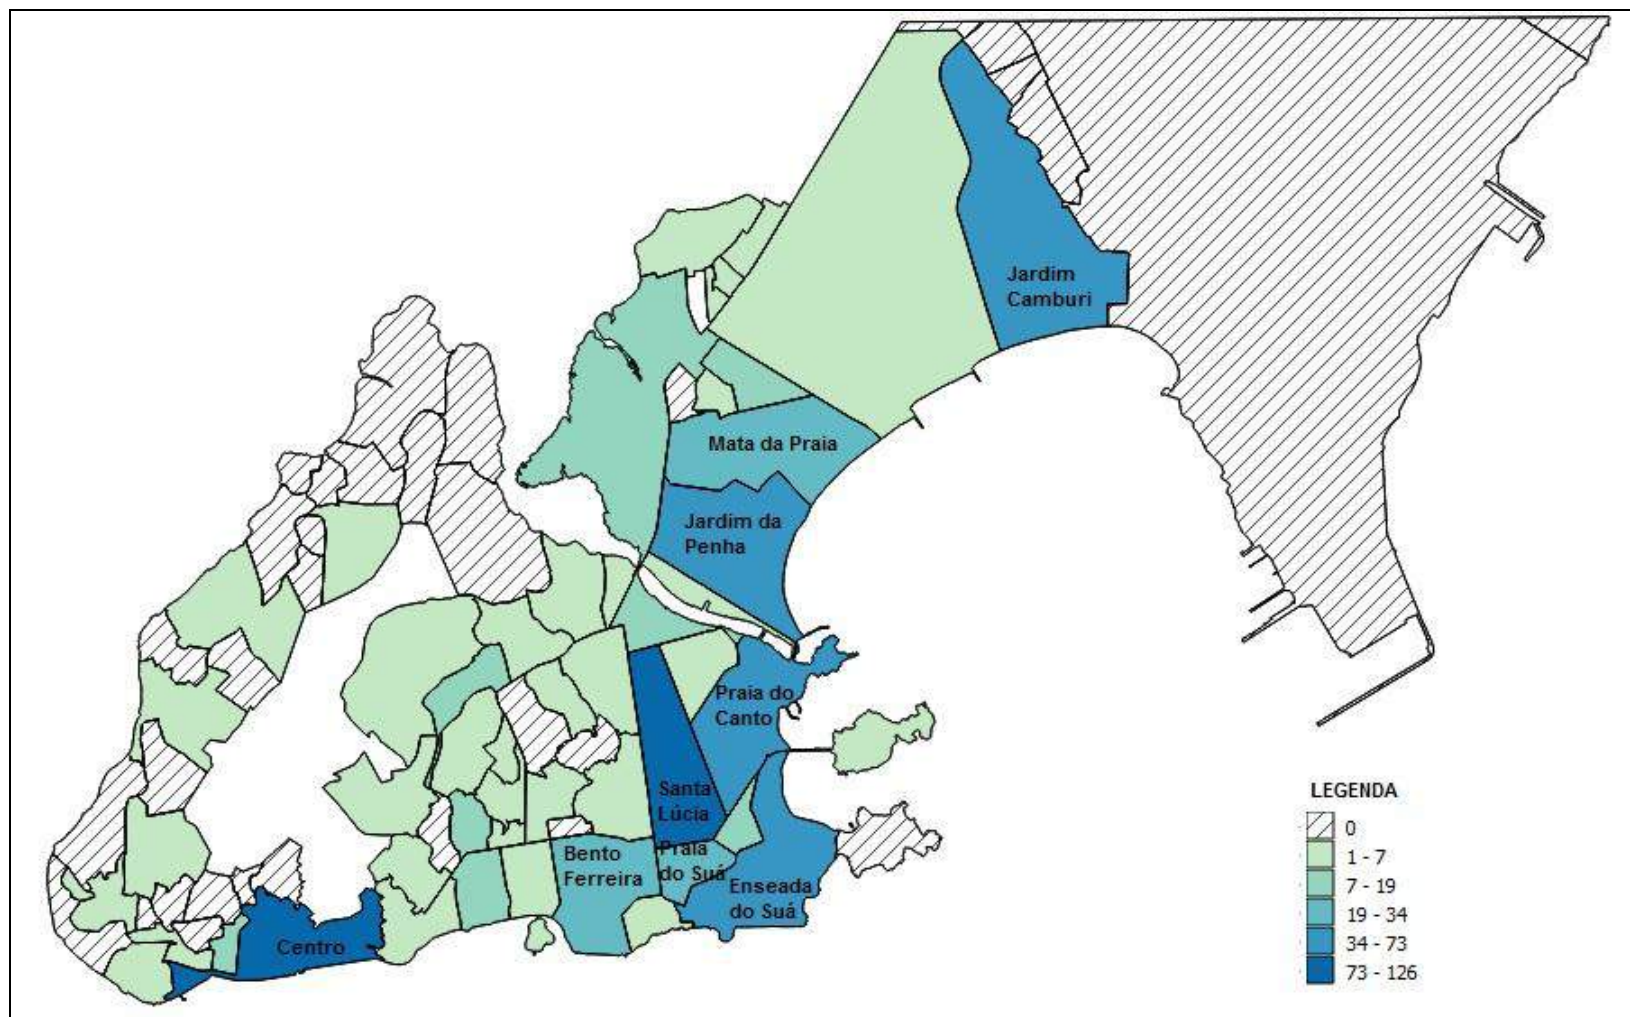 Jardim
Camburi
Mata da Praia
Jardim da
Penha
Praia do
Canto
Santa
Lúcia
Bento
Ferreira
Praia
do Suá
Enseada
do Suá
Centro
LEGENDA
0
1 - 7
7 - 19
19 - 34
34 - 73
73 - 126